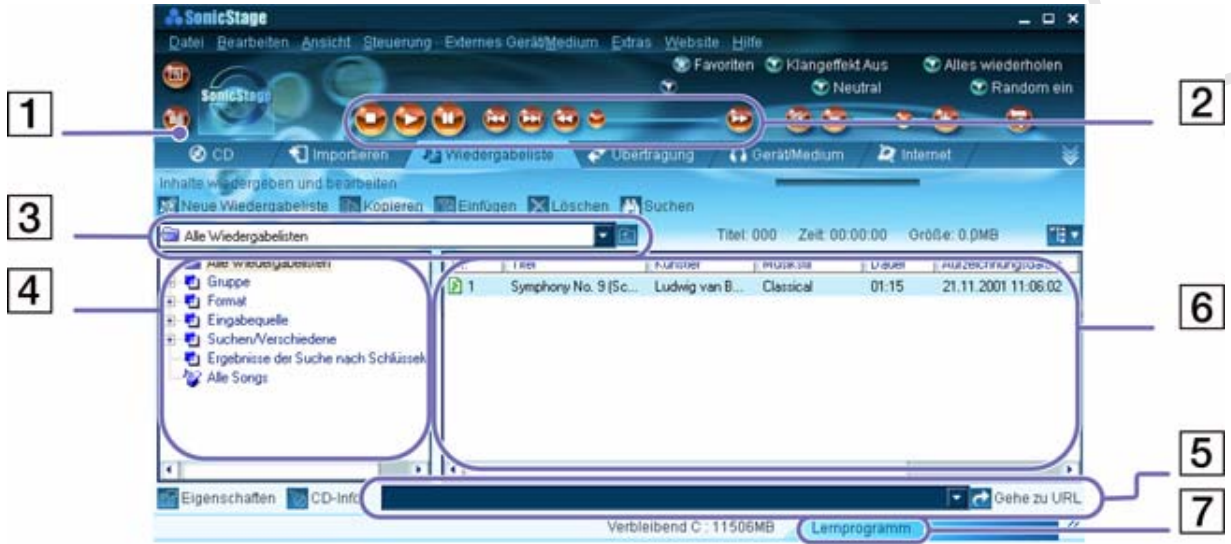 SonicStage
Datei Bearbeiten Ansicht Steuerung Externes Gerät/Medium Extras Website Hilfe
Favoriten Klangeffekt Aus Alles wiederholen
SonicStage
Neutral Random ein
1
2
CD Importieren Wiedergabeliste Übertragung Gerät/Medium Internet
Inhalte wiedergeben und bearbeiten
Neue Wiedergabeliste Kopieren Einfügen Löschen Suchen
3
Alle Wiedergabelisten Titel: 000 Zeit: 00:00:00 Größe: 0.0MB
Alle Wiedergabelisten
Titel Künstler Musikstil Dauer Aufzeichnungsdatum
4
Gruppe
1 Symphony No. 9 (Sc... Ludwig van B... Classical 01:15 21.11.2001 11:06:02
6
Format
Eingabequelle
Suchen/Verschiedene
Ergebnisse der Suche nach Schlüssel
Alle Songs
5
Eigenschaften CD-Info Gehe zu URL
7
Verbleibend C : 11506MB Lernprogramm